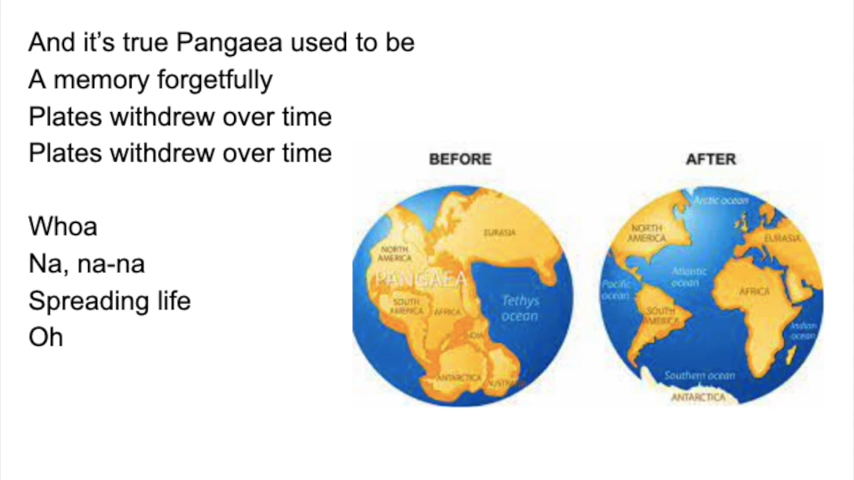 And it's true Pangaea used to be
A memory forgetfully
Plates withdrew over time
Plates withdrew over time
Whoa
Na, na-na
Spreading life
Oh
BEFORE
EURASIA
NORTH
AMERICA
PANGAEA
SOUTH
AMERICA
AFRICA
Tethys
ocean
INDIA
ANTARCTICA
AFTER
Arctic ocean
NORTH
AMERICA
EURASIA
Atlantic
ocean
Pacific
ocean
AFRICA
SOUTH
AMERICA
Indian
ocean
Southern ocean
ANTARCTICA